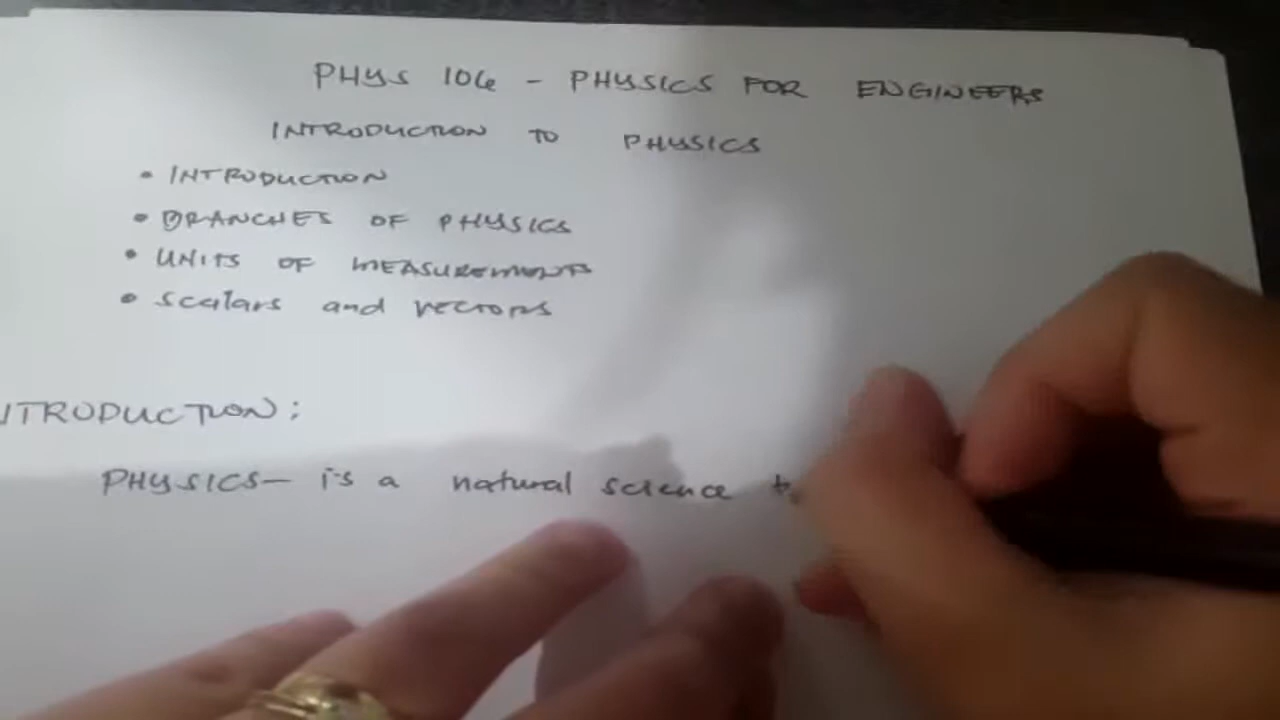 PHYS 106 - PHYSICS FOR ENGINEERS
INTRODUCTION TO PHYSICS
• INTRODUCTION
• BRANCHES OF PHYSICS
• UNITS OF MEASUREMENTS
• Scalars and vectors
NTRODUCTION:
PHYSICS- is a natural science